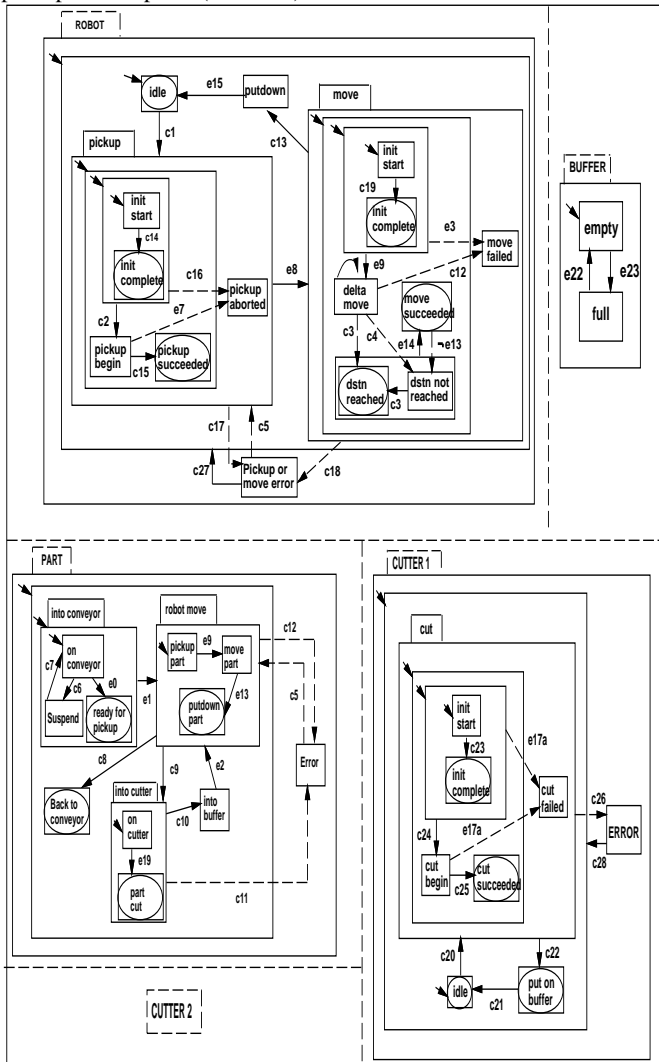 ROBOT
idle
e15
putdown
c1
c13
pickup
init
start
c14
init
complete
c16
c2
e7
pickup
aborted
pickup
begin
c15
pickup
succeeded
e8
move
init
start
c19
init
complete
e3
move
failed
e9
c12
delta
move
move
succeeded
c3
c4
e14
¬e13
dstn
reached
c3
dstn not
reached
c17
c5
c27
Pickup or
move error
c18
BUFFER
empty
e22
e23
full
PART
into conveyor
on
conveyor
c7
c6
e0
Suspend
ready for
pickup
e1
robot move
pickup
part
e9
move
part
e13
putdown
part
c12
c5
Error
c8
Back to
conveyor
c9
e2
into cutter
on
cutter
c10
into
buffer
e19
part
cut
c11
CUTTER 2
CUTTER 1
cut
init
start
c23
init
complete
e17a
cut
failed
c24
e17a
cut
begin
c25
cut
succeeded
c26
ERROR
c28
c20
c22
idle
c21
put on
buffer